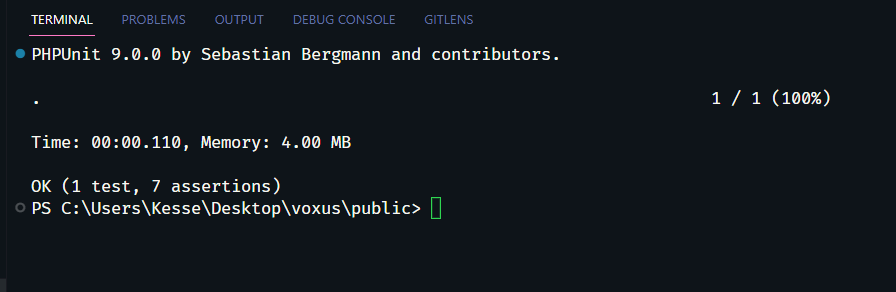 TERMINAL PROBLEMS OUTPUT DEBUG CONSOLE GITLENS
PHPUnit 9.0.0 by Sebastian Bergmann and contributors.
. 1 / 1 (100%)
Time: 00:00.110, Memory: 4.00 MB
OK (1 test, 7 assertions)
PS C:\Users\Kesse\Desktop\voxus\public>